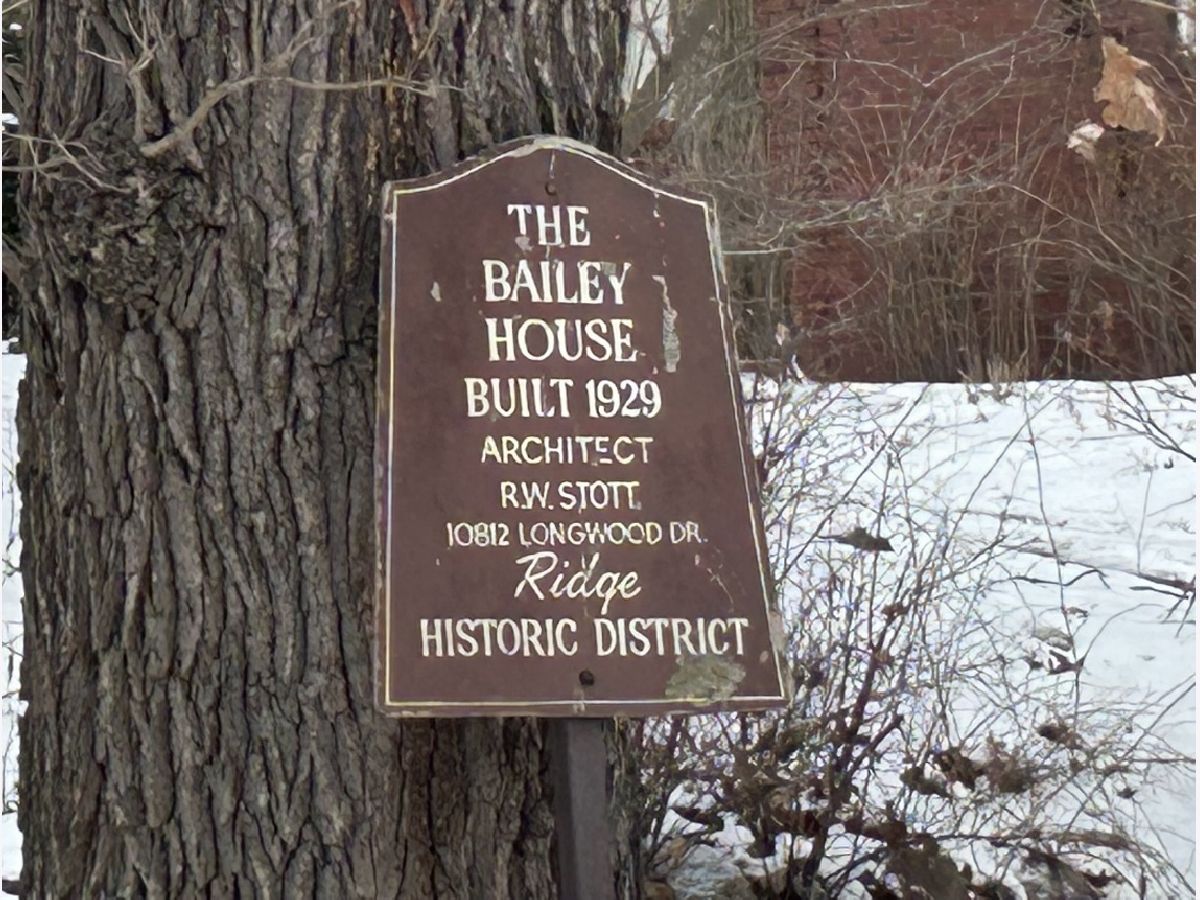 THE
BAILEY
HOUSE
BUILT 1929
ARCHITECT
R.W. STOTT
10812 LONGWOOD DR.
Ridge
HISTORIC DISTRICT